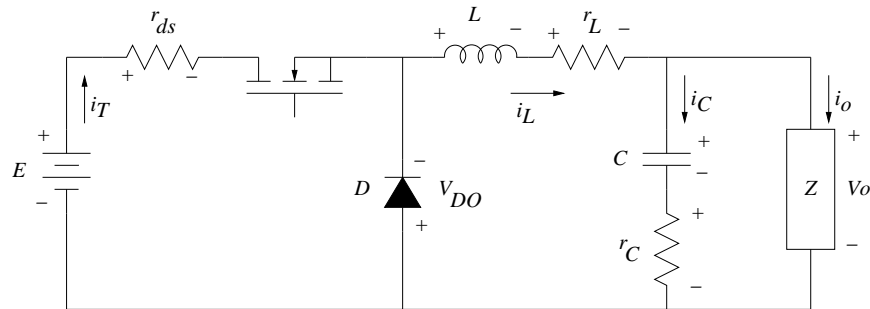 r_ds
L
r_L
+ −
+ −
+ −
i_T
i_L
i_C
i_o
+
E
−
−
D
V_DO
+
C
+
−
+
r_C
−
+
Z
Vo
−